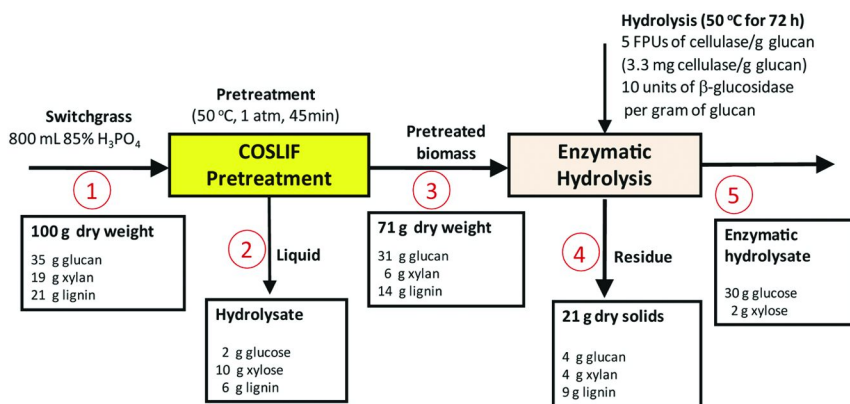 Hydrolysis (50 °C for 72 h)
5 FPUs of cellulase/g glucan
(3.3 mg cellulase/g glucan)
10 units of β-glucosidase
per gram of glucan
Pretreatment
(50 °C, 1 atm, 45min)
Switchgrass
800 mL 85% H₃PO₄
COSLIF
Pretreatment
Pretreated
biomass
Enzymatic
Hydrolysis
1
100 g dry weight
35 g glucan
19 g xylan
21 g lignin
2
Liquid
Hydrolysate
2 g glucose
10 g xylose
6 g lignin
3
71 g dry weight
31 g glucan
6 g xylan
14 g lignin
4
Residue
21 g dry solids
4 g glucan
4 g xylan
9 g lignin
5
Enzymatic
hydrolysate
30 g glucose
2 g xylose